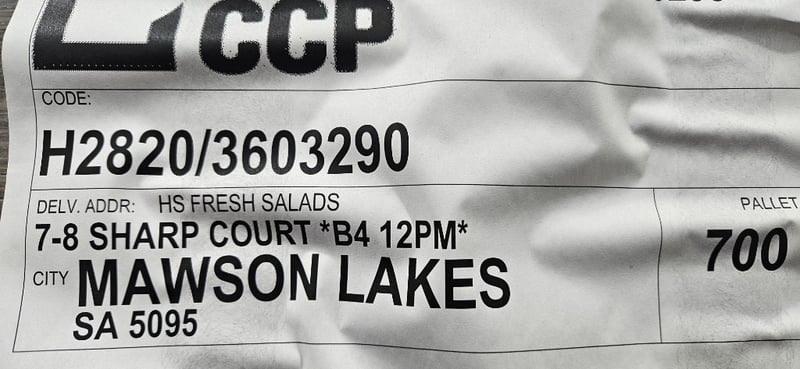 CCP
CODE:
H2820/3603290
DELV. ADDR: HS FRESH SALADS
7-8 SHARP COURT *B4 12PM*
PALLET
700
CITY MAWSON LAKES
SA 5095